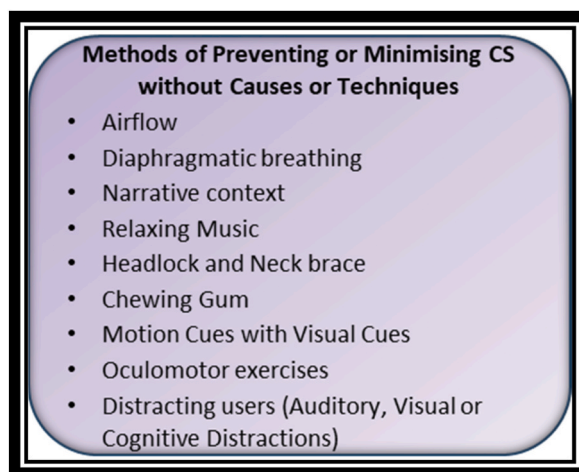 Methods of Preventing or Minimising CS
without Causes or Techniques
• Airflow
• Diaphragmatic breathing
• Narrative context
• Relaxing Music
• Headlock and Neck brace
• Chewing Gum
• Motion Cues with Visual Cues
• Oculomotor exercises
• Distracting users (Auditory, Visual or
Cognitive Distractions)